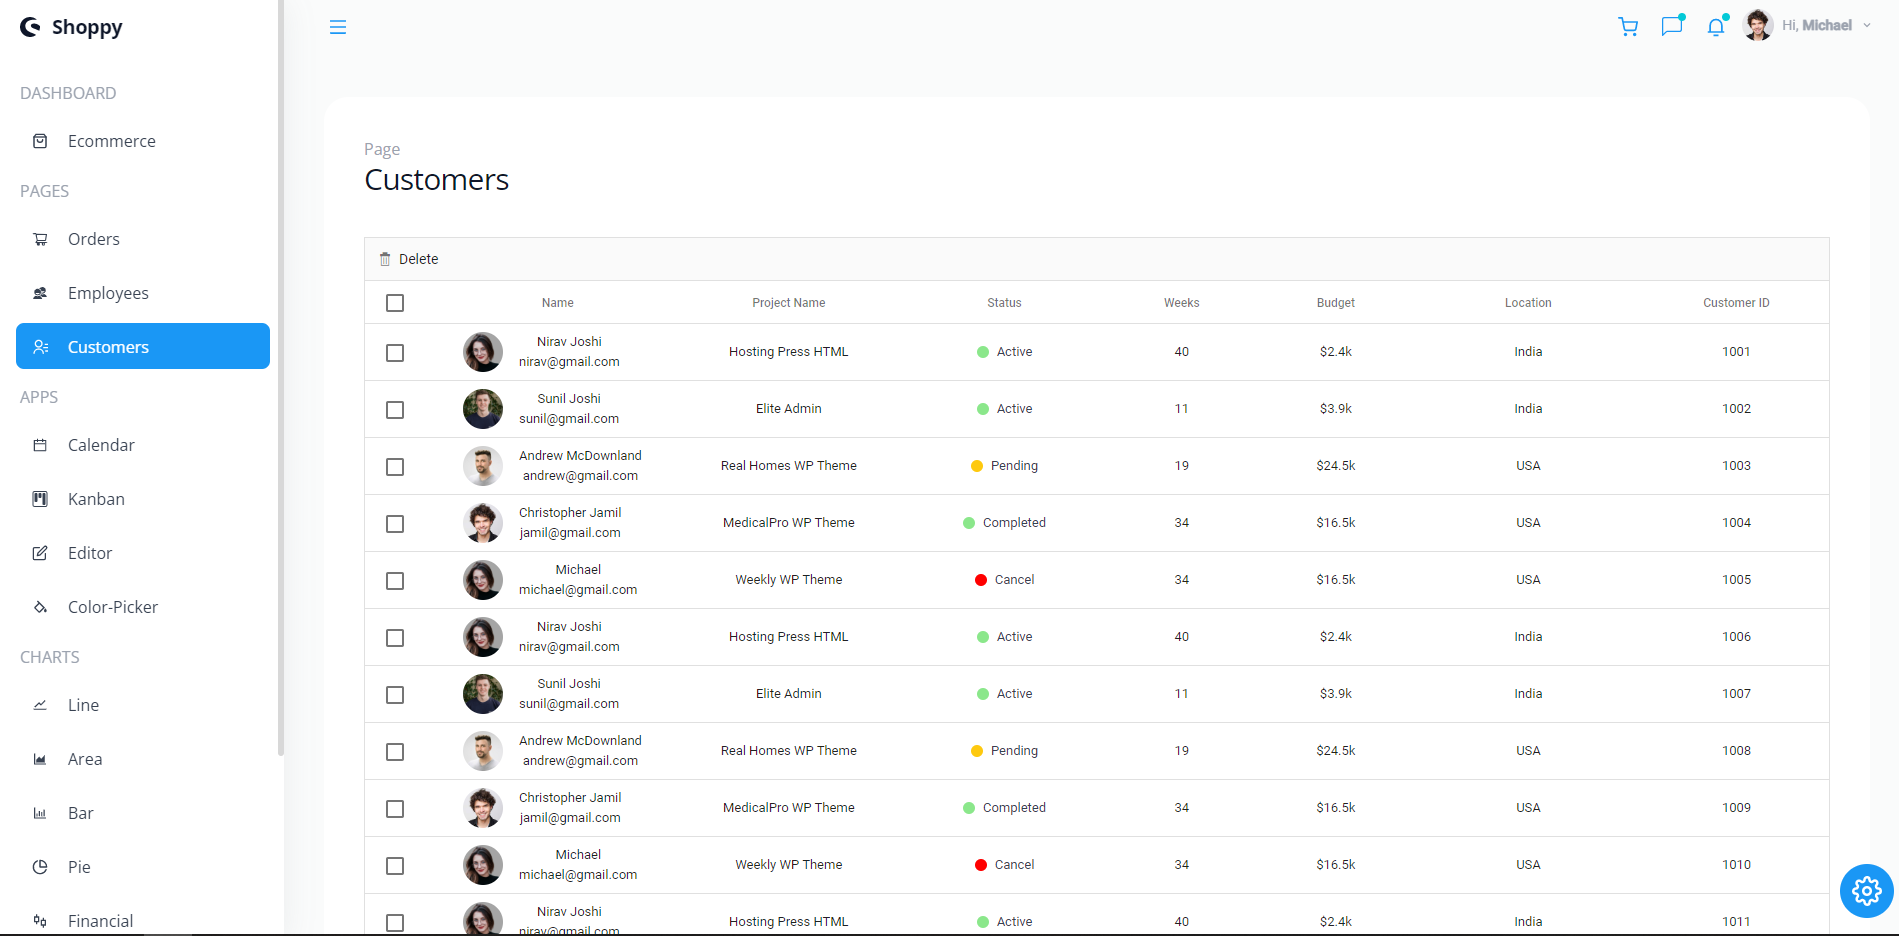 Shoppy
Hi, Michael
DASHBOARD
Ecommerce
PAGES
Orders
Employees
Customers
APPS
Calendar
Kanban
Editor
Color-Picker
CHARTS
Line
Area
Bar
Pie
Financial
Page
Customers
Delete
Name Project Name Status Weeks Budget Location Customer ID
Nirav Joshi
nirav@gmail.com
Hosting Press HTML Active 40 $2.4k India 1001
Sunil Joshi
sunil@gmail.com
Elite Admin Active 11 $3.9k India 1002
Andrew McDownland
andrew@gmail.com
Real Homes WP Theme Pending 19 $24.5k USA 1003
Christopher Jamil
jamil@gmail.com
MedicalPro WP Theme Completed 34 $16.5k USA 1004
Michael
michael@gmail.com
Weekly WP Theme Cancel 34 $16.5k USA 1005
Nirav Joshi
nirav@gmail.com
Hosting Press HTML Active 40 $2.4k India 1006
Sunil Joshi
sunil@gmail.com
Elite Admin Active 11 $3.9k India 1007
Andrew McDownland
andrew@gmail.com
Real Homes WP Theme Pending 19 $24.5k USA 1008
Christopher Jamil
jamil@gmail.com
MedicalPro WP Theme Completed 34 $16.5k USA 1009
Michael
michael@gmail.com
Weekly WP Theme Cancel 34 $16.5k USA 1010
Nirav Joshi
nirav@gmail.com
Hosting Press HTML Active 40 $2.4k India 1011